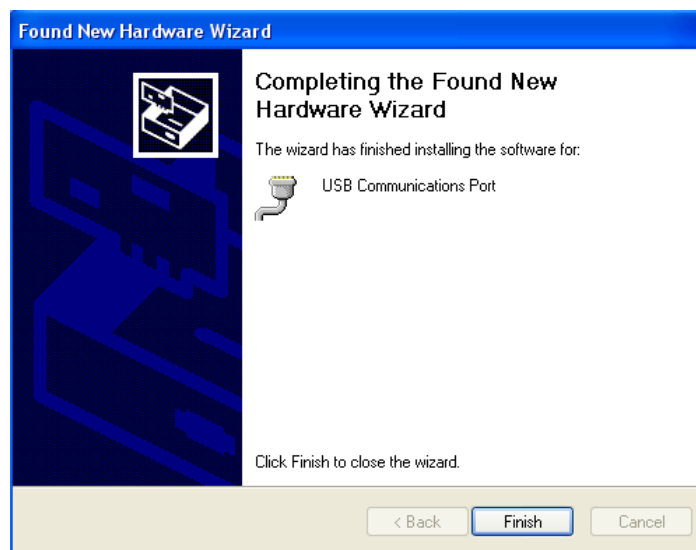 Found New Hardware Wizard
Completing the Found New
Hardware Wizard
The wizard has finished installing the software for:
USB Communications Port
Click Finish to close the wizard.
< Back
Finish
Cancel